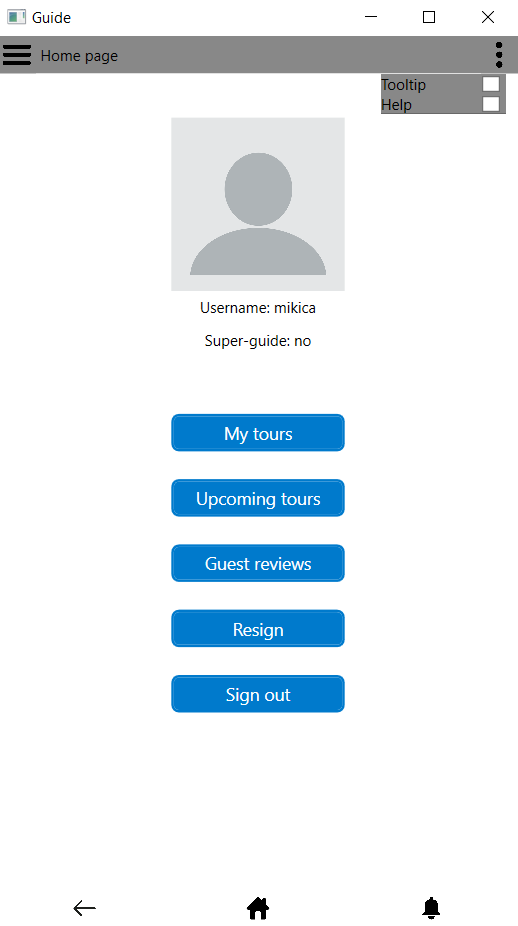 Guide
Home page
Tooltip
Help
Username: mikica
Super-guide: no
My tours
Upcoming tours
Guest reviews
Resign
Sign out